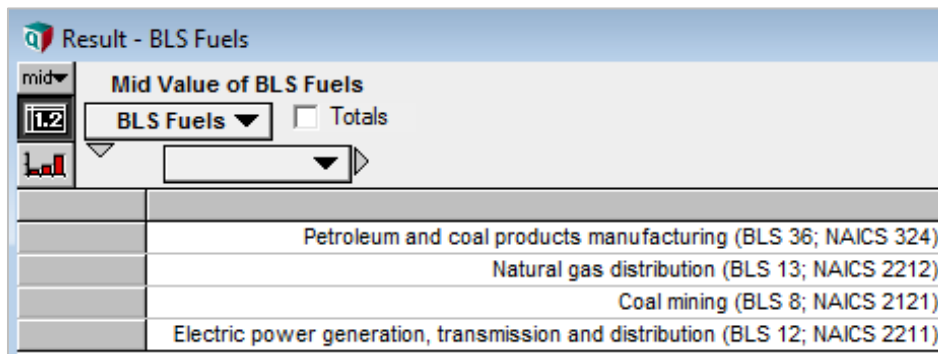 Result - BLS Fuels
mid
Mid Value of BLS Fuels
1.2
BLS Fuels
Totals
Petroleum and coal products manufacturing (BLS 36; NAICS 324)
Natural gas distribution (BLS 13; NAICS 2212)
Coal mining (BLS 8; NAICS 2121)
Electric power generation, transmission and distribution (BLS 12; NAICS 2211)